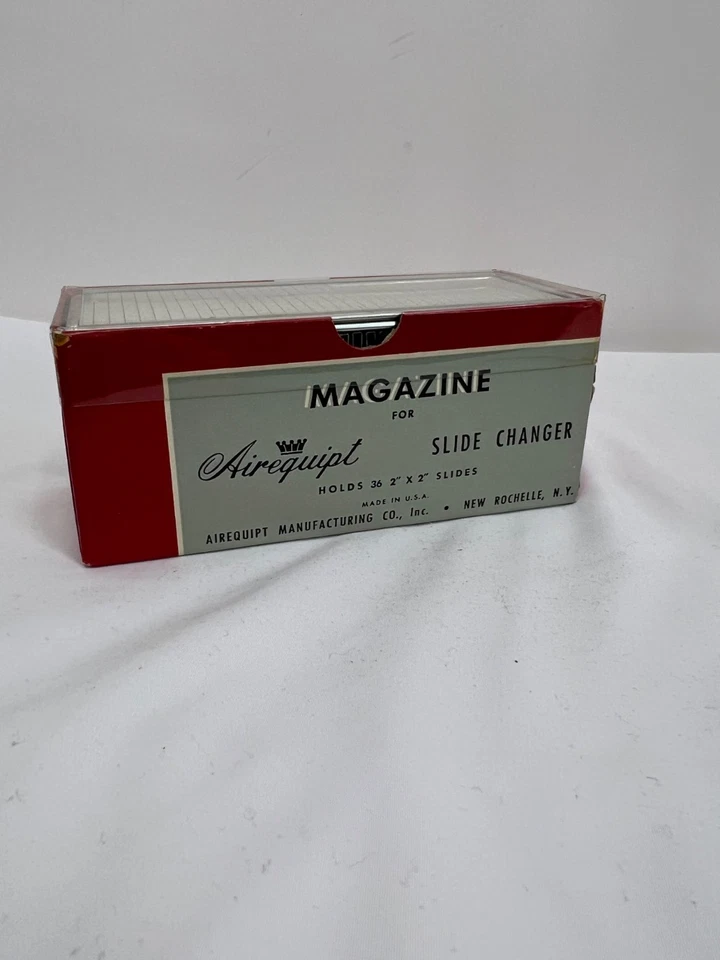 MAGAZINE
FOR
Airequipt SLIDE CHANGER
HOLDS 36 2" X 2" SLIDES
MADE IN U.S.A.
AIREQUIPT MANUFACTURING CO., Inc. • NEW ROCHELLE, N.Y.